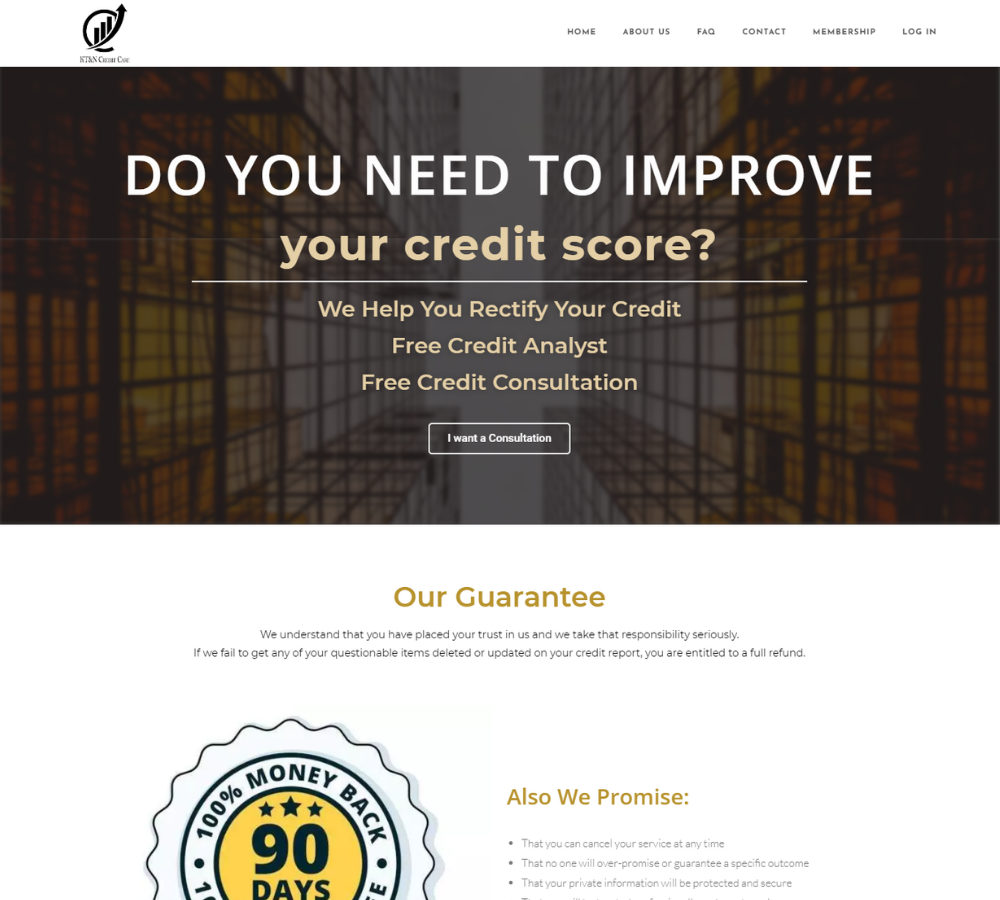 NT&N Credit Care
HOME ABOUT US FAQ CONTACT MEMBERSHIP LOG IN
DO YOU NEED TO IMPROVE
your credit score?
We Help You Rectify Your Credit
Free Credit Analyst
Free Credit Consultation
I want a Consultation
Our Guarantee
We understand that you have placed your trust in us and we take that responsibility seriously.
If we fail to get any of your questionable items deleted or updated on your credit report, you are entitled to a full refund.
100% MONEY BACK
90
DAYS
Also We Promise:
That you can cancel your service at any time
That no one will over-promise or guarantee a specific outcome
That your private information will be protected and secure